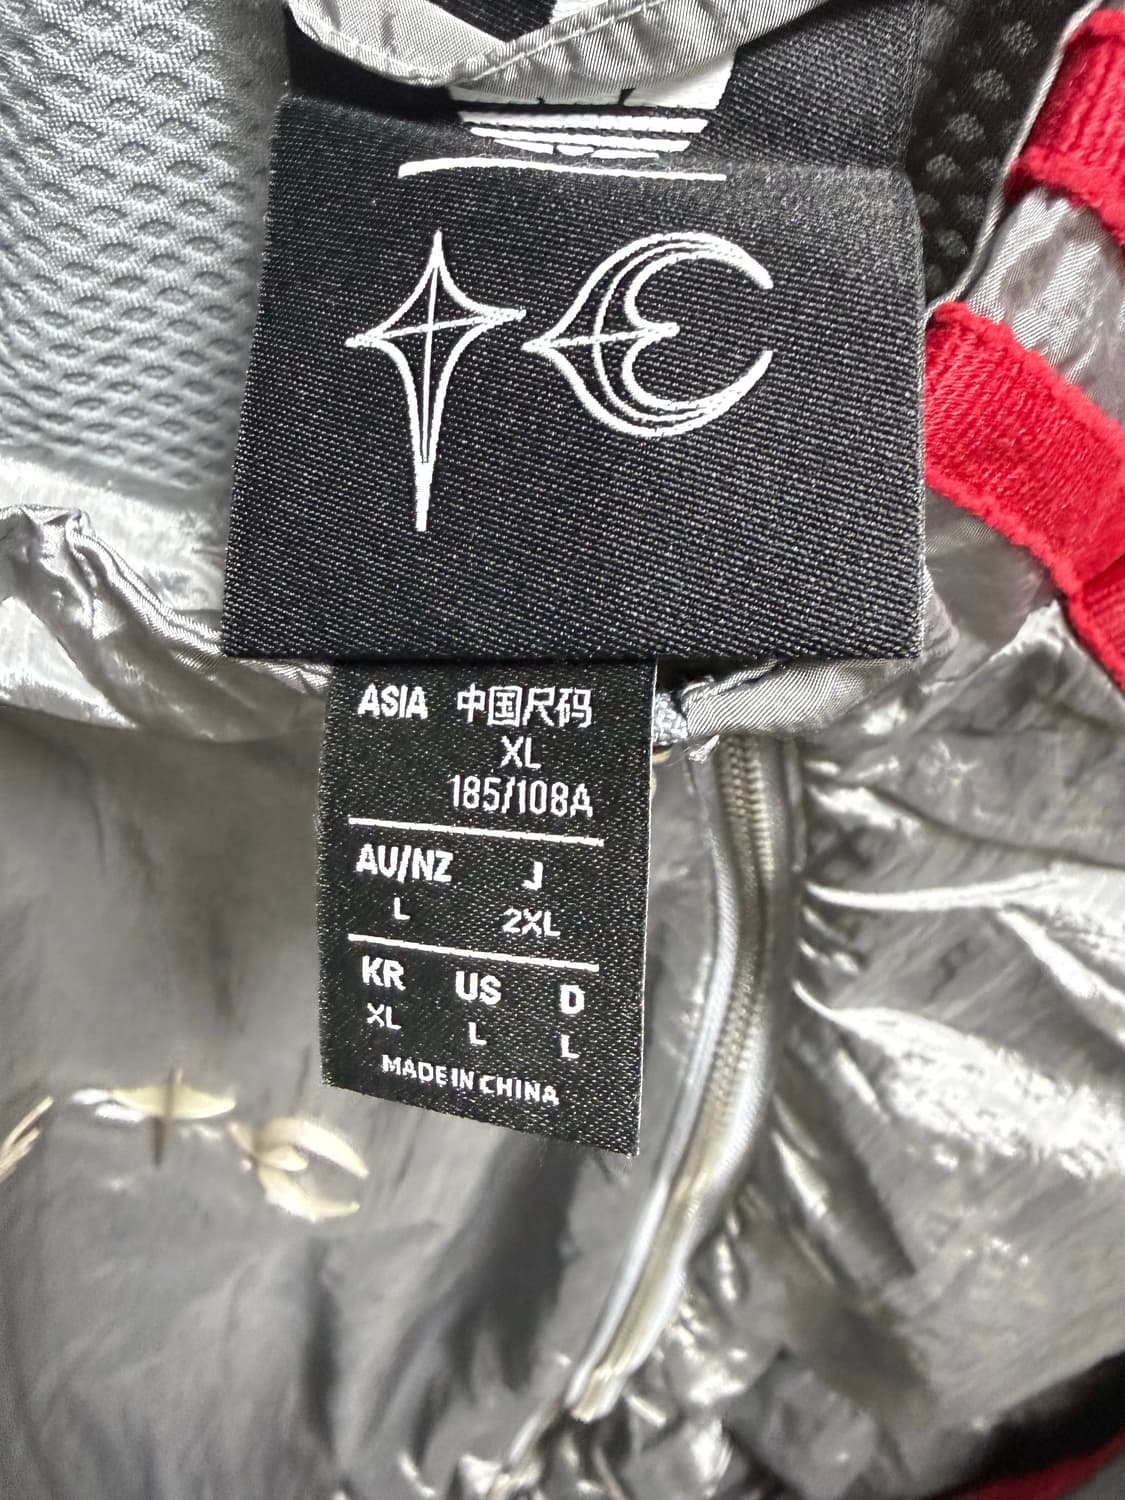 ASIA 中国尺码
XL
185/108A
AU/NZ J
L 2XL
KR US D
XL L L
MADE IN CHINA